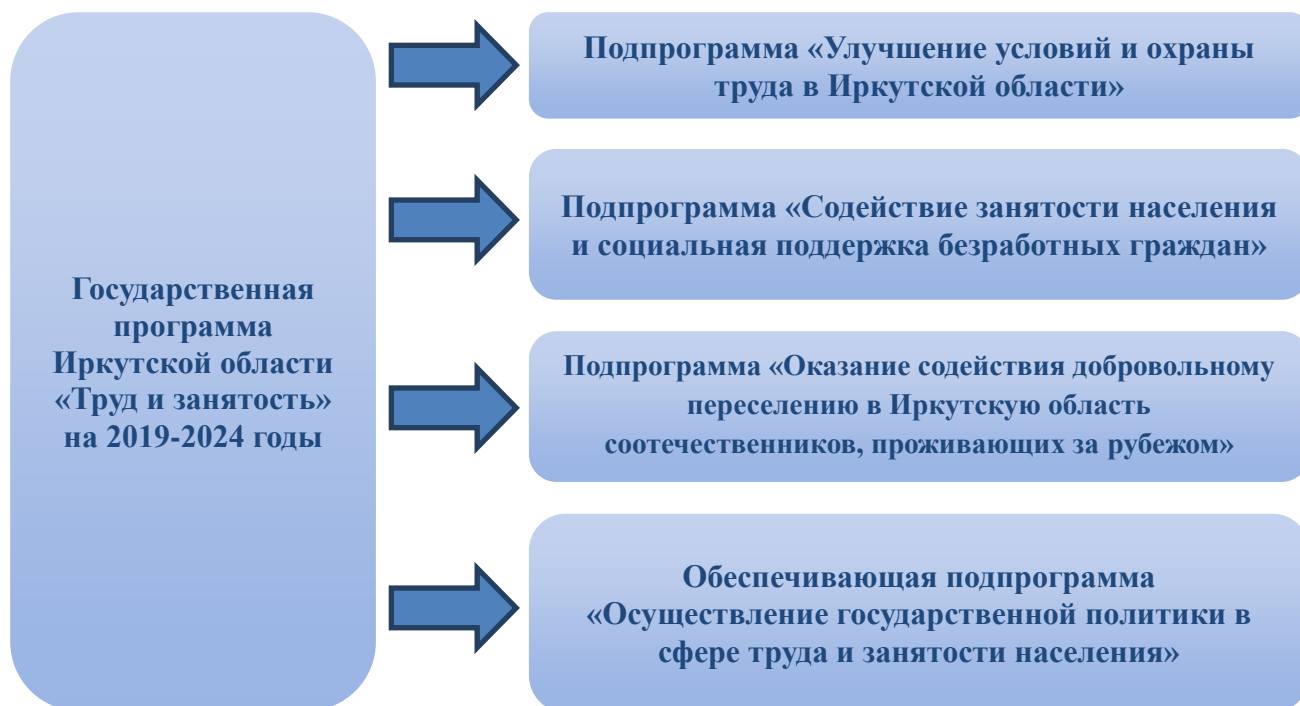 Государственная
программа
Иркутской области
«Труд и занятость»
на 2019-2024 годы
Подпрограмма «Улучшение условий и охраны
труда в Иркутской области»
Подпрограмма «Содействие занятости населения
и социальная поддержка безработных граждан»
Подпрограмма «Оказание содействия добровольному
переселению в Иркутскую область
соотечественников, проживающих за рубежом»
Обеспечивающая подпрограмма
«Осуществление государственной политики в
сфере труда и занятости населения»